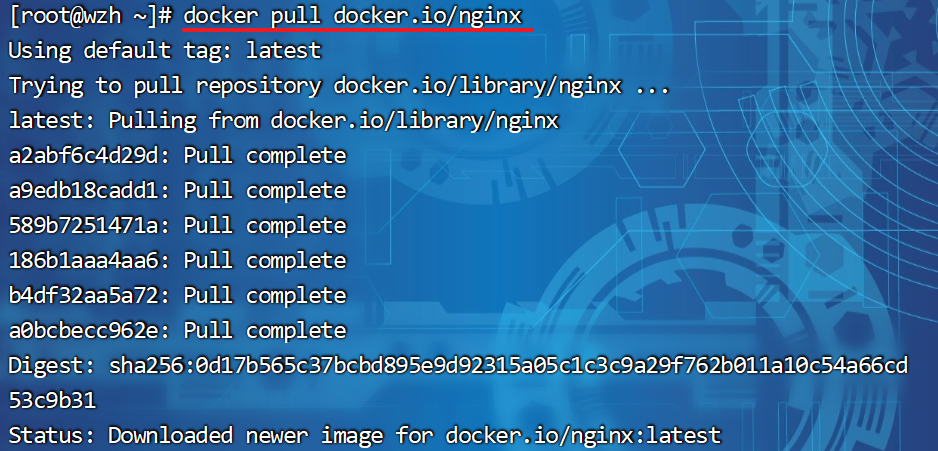 [root@wzh ~]# docker pull docker.io/nginx
Using default tag: latest
Trying to pull repository docker.io/library/nginx ...
latest: Pulling from docker.io/library/nginx
a2abf6c4d29d: Pull complete
a9edb18cadd1: Pull complete
589b7251471a: Pull complete
186b1aaa4aa6: Pull complete
b4df32aa5a72: Pull complete
a0bcbecc962e: Pull complete
Digest: sha256:0d17b565c37bcbd895e9d92315a05c1c3c9a29f762b011a10c54a66cd
53c9b31
Status: Downloaded newer image for docker.io/nginx:latest